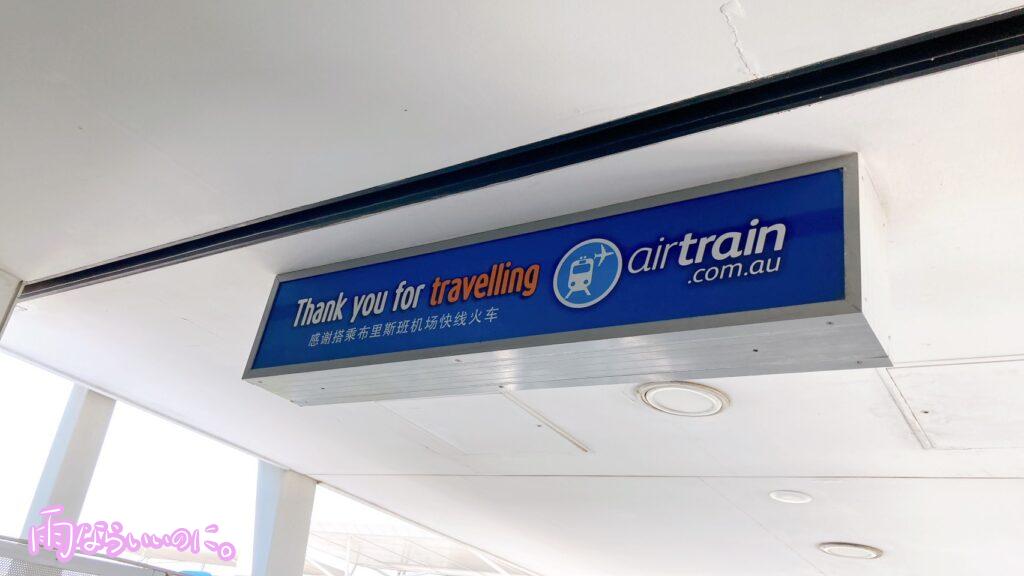 Thank you for travelling
感谢搭乘布里斯班机场快线火车
airtrain
.com.au
雨ならいいのに。